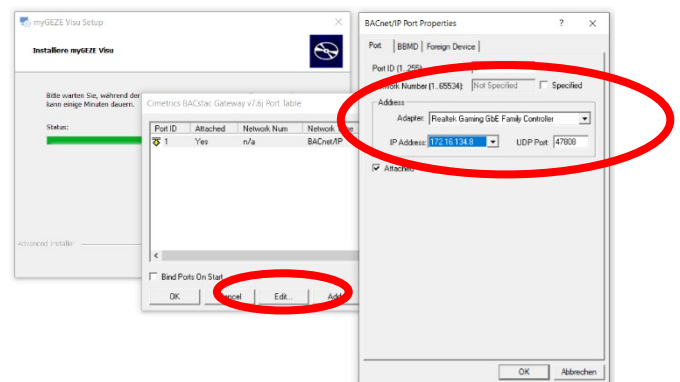 myGEZE Visu Setup
Installiere myGEZE Visu
Bitte warten Sie, während der
kann einige Minuten dauern.
Status:
Advanced Installer
Cimetrics BACstac Gateway v7.6j Port Table
Port ID Attached Network Num Network
1 Yes n/a BACnet/IP
Bind Ports On Start
OK Cancel Edit... Add
BACnet/IP Port Properties
Port BBMD Foreign Device
Port ID (1..255):
Network Number (1..65534): Not Specified Specified
Address
Adapter: Realtek Gaming GbE Family Controller
IP Address: 172.16.134.8 UDP Port: 47808
Attached
OK Abbrechen